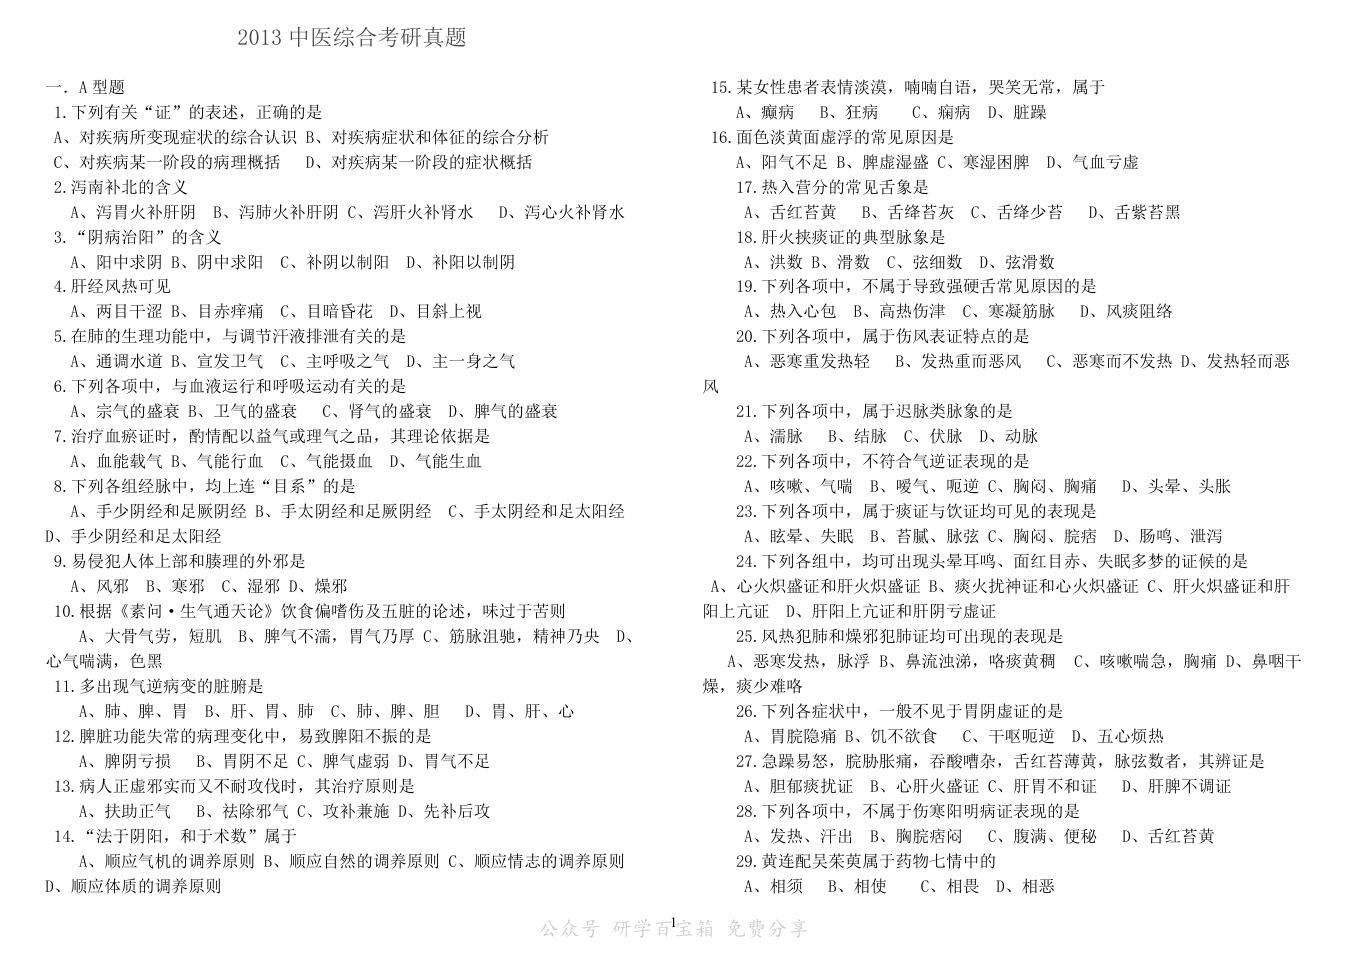 2013 中医综合考研真题
一．A 型题
1.下列有关“证”的表述，正确的是
A、对疾病所变现症状的综合认识 B、对疾病症状和体征的综合分析
C、对疾病某一阶段的病理概括 D、对疾病某一阶段的症状概括
2.泻南补北的含义
A、泻胃火补肝阴 B、泻肺火补肝阴 C、泻肝火补肾水 D、泻心火补肾水
3.“阴病治阳”的含义
A、阳中求阴 B、阴中求阳 C、补阴以制阳 D、补阳以制阴
4.肝经风热可见
A、两目干涩 B、目赤痒痛 C、目暗昏花 D、目斜上视
5.在肺的生理功能中，与调节汗液排泄有关的是
A、通调水道 B、宣发卫气 C、主呼吸之气 D、主一身之气
6.下列各项中，与血液运行和呼吸运动有关的是
A、宗气的盛衰 B、卫气的盛衰 C、肾气的盛衰 D、脾气的盛衰
7.治疗血瘀证时，酌情配以益气或理气之品，其理论依据是
A、血能载气 B、气能行血 C、气能摄血 D、气能生血
8.下列各组经脉中，均上连“目系”的是
A、手少阴经和足厥阴经 B、手太阴经和足厥阴经 C、手太阴经和足太阳经
D、手少阴经和足太阳经
9.易侵犯人体上部和腠理的外邪是
A、风邪 B、寒邪 C、湿邪 D、燥邪
10.根据《素问·生气通天论》饮食偏嗜伤及五脏的论述，味过于苦则
A、大骨气劳，短肌 B、脾气不濡，胃气乃厚 C、筋脉沮驰，精神乃央 D、
心气喘满，色黑
11.多出现气逆病变的脏腑是
A、肺、脾、胃 B、肝、胃、肺 C、肺、脾、胆 D、胃、肝、心
12.脾脏功能失常的病理变化中，易致脾阳不振的是
A、脾阴亏损 B、胃阴不足 C、脾气虚弱 D、胃气不足
13.病人正虚邪实而又不耐攻伐时，其治疗原则是
A、扶助正气 B、祛除邪气 C、攻补兼施 D、先补后攻
14.“法于阴阳，和于术数”属于
A、顺应气机的调养原则 B、顺应自然的调养原则 C、顺应情志的调养原则
D、顺应体质的调养原则
15.某女性患者表情淡漠，喃喃自语，哭笑无常，属于
A、癫病 B、狂病 C、痫病 D、脏躁
16.面色淡黄面虚浮的常见原因是
A、阳气不足 B、脾虚湿盛 C、寒湿困脾 D、气血亏虚
17.热入营分的常见舌象是
A、舌红苔黄 B、舌绛苔灰 C、舌绛少苔 D、舌紫苔黑
18.肝火挟痰证的典型脉象是
A、洪数 B、滑数 C、弦细数 D、弦滑数
19.下列各项中，不属于导致强硬舌常见原因的是
A、热入心包 B、高热伤津 C、寒凝筋脉 D、风痰阻络
20.下列各项中，属于伤风表证特点的是
A、恶寒重发热轻 B、发热重而恶风 C、恶寒而不发热 D、发热轻而恶
风
21.下列各项中，属于迟脉类脉象的是
A、濡脉 B、结脉 C、伏脉 D、动脉
22.下列各项中，不符合气逆证表现的是
A、咳嗽、气喘 B、嗳气、呃逆 C、胸闷、胸痛 D、头晕、头胀
23.下列各项中，属于痰证与饮证均可见的表现是
A、眩晕、失眠 B、苔腻、脉弦 C、胸闷、脘痞 D、肠鸣、泄泻
24.下列各组中，均可出现头晕耳鸣、面红目赤、失眠多梦的证候的是
A、心火炽盛证和肝火炽盛证 B、痰火扰神证和心火炽盛证 C、肝火炽盛证和肝
阳上亢证 D、肝阳上亢证和肝阴亏虚证
25.风热犯肺和燥邪犯肺证均可出现的表现是
A、恶寒发热，脉浮 B、鼻流浊涕，咯痰黄稠 C、咳嗽喘急，胸痛 D、鼻咽干
燥，痰少难咯
26.下列各症状中，一般不见于胃阴虚证的是
A、胃脘隐痛 B、饥不欲食 C、干呕呃逆 D、五心烦热
27.急躁易怒，脘胁胀痛，吞酸嘈杂，舌红苔薄黄，脉弦数者，其辨证是
A、胆郁痰扰证 B、心肝火盛证 C、肝胃不和证 D、肝脾不调证
28.下列各项中，不属于伤寒阳明病证表现的是
A、发热、汗出 B、胸脘痞闷 C、腹满、便秘 D、舌红苔黄
29.黄连配吴茱萸属于药物七情中的
A、相须 B、相使 C、相畏 D、相恶
1
公众号 研学百宝箱 免费分享